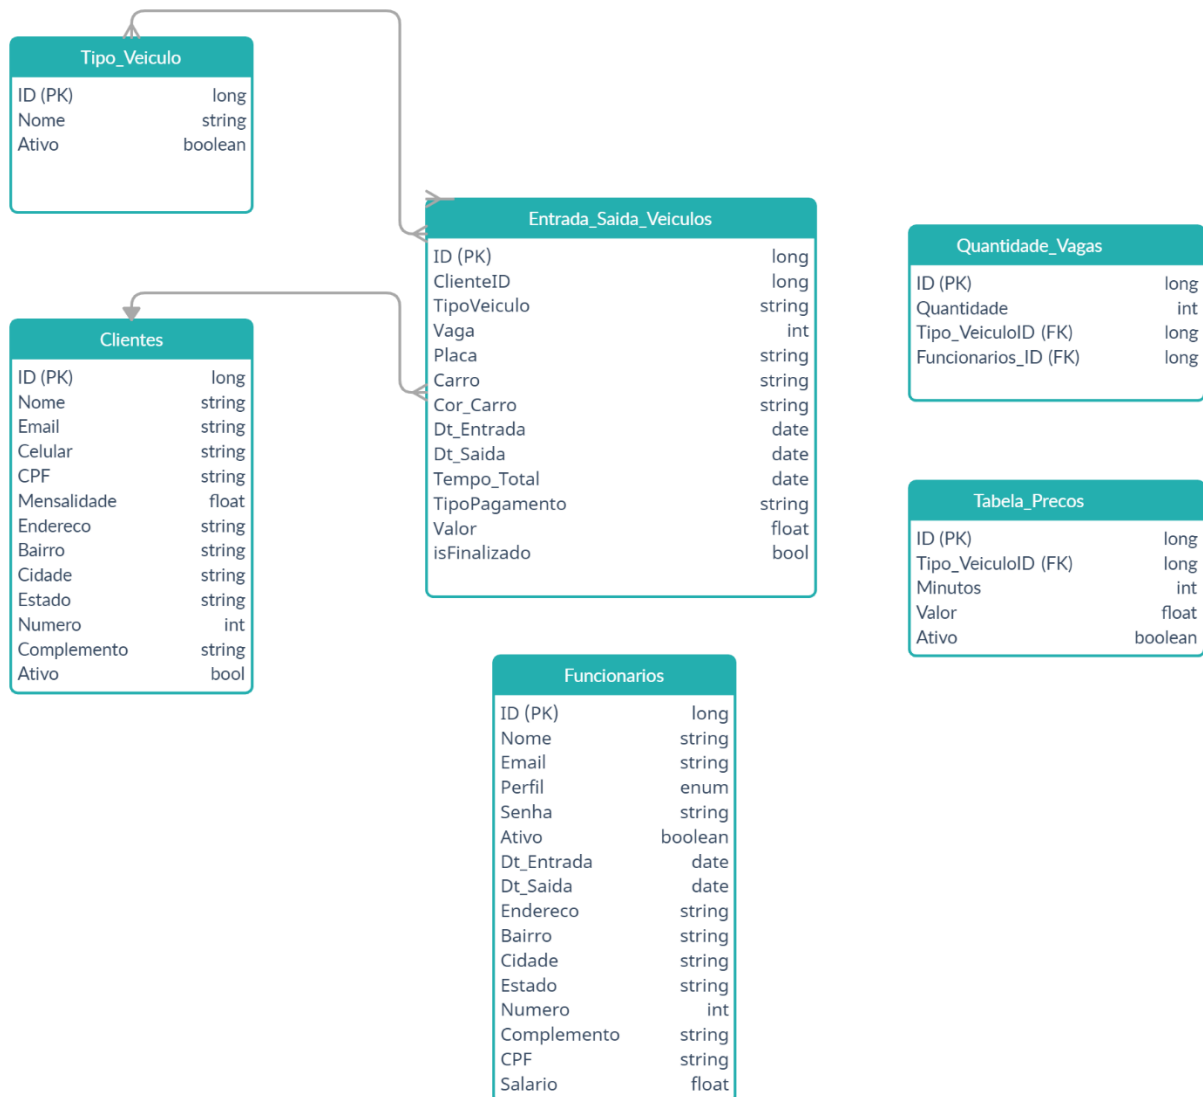 Tipo_Veiculo
ID (PK) long
Nome string
Ativo boolean
Entrada_Saida_Veiculos
ID (PK) long
ClienteID long
TipoVeiculo string
Vaga int
Placa string
Carro string
Cor_Carro string
Dt_Entrada date
Dt_Saida date
Tempo_Total date
TipoPagamento string
Valor float
isFinalizado bool
Quantidade_Vagas
ID (PK) long
Quantidade int
Tipo_VeiculoID (FK) long
Funcionarios_ID (FK) long
Clientes
ID (PK) long
Nome string
Email string
Celular string
CPF string
Mensalidade float
Endereco string
Bairro string
Cidade string
Estado string
Numero int
Complemento string
Ativo bool
Tabela_Precos
ID (PK) long
Tipo_VeiculoID (FK) long
Minutos int
Valor float
Ativo boolean
Funcionarios
ID (PK) long
Nome string
Email string
Perfil enum
Senha string
Ativo boolean
Dt_Entrada date
Dt_Saida date
Endereco string
Bairro string
Cidade string
Estado string
Numero int
Complemento string
CPF string
Salario float